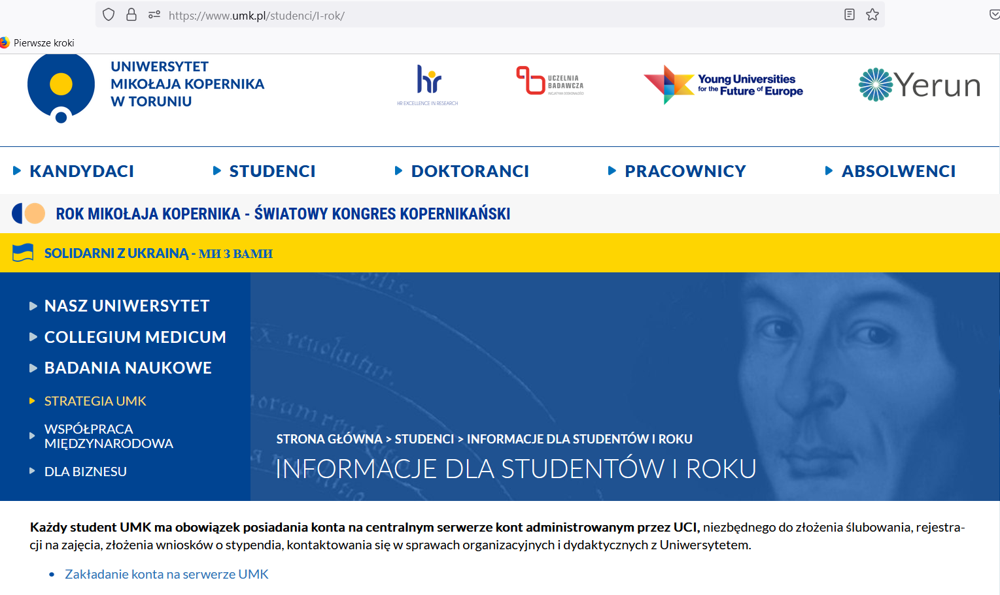 https://www.umk.pl/studenci/I-rok/
Pierwsze kroki
UNIWERSYTET
MIKOŁAJA KOPERNIKA
W TORUNIU
hr
HR EXCELLENCE IN RESEARCH
UCZELNIA
BADAWCZA
INICJATYWA DOSKONAŁOŚCI
Young Universities
for the Future of Europe
Yerun
KANDYDACI
STUDENCI
DOKTORANCI
PRACOWNICY
ABSOLWENCI
ROK MIKOŁAJA KOPERNIKA - ŚWIATOWY KONGRES KOPERNIKAŃSKI
SOLIDARNI Z UKRAINĄ - МИ З ВАМИ
NASZ UNIWERSYTET
COLLEGIUM MEDICUM
BADANIA NAUKOWE
STRATEGIA UMK
WSPÓŁPRACA
MIĘDZYNARODOWA
DLA BIZNESU
STRONA GŁÓWNA > STUDENCI > INFORMACJE DLA STUDENTÓW I ROKU
INFORMACJE DLA STUDENTÓW I ROKU
Każdy student UMK ma obowiązek posiadania konta na centralnym serwerze kont administrowanym przez UCI, niezbędnego do złożenia ślubowania, rejestra-
cji na zajęcia, złożenia wniosków o stypendia, kontaktowania się w sprawach organizacyjnych i dydaktycznych z Uniwersytetem.
• Zakładanie konta na serwerze UMK